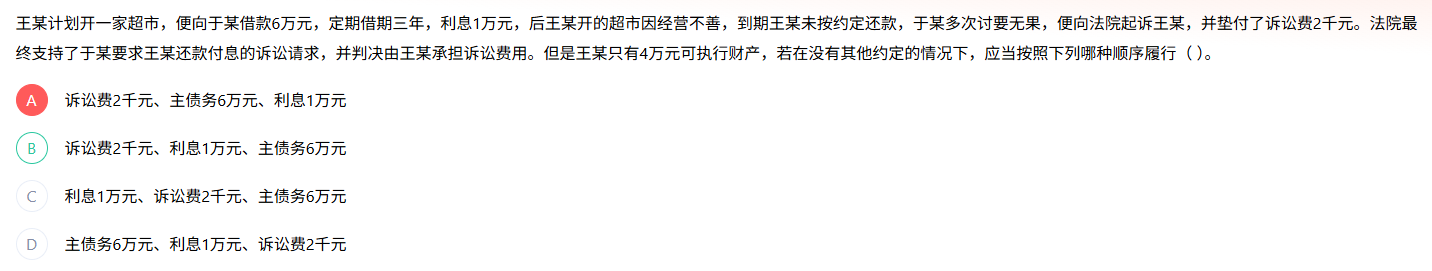 王某计划开一家超市，便向于某借款6万元，定期借期三年，利息1万元，后王某开的超市因经营不善，到期王某未按约定还款，于某多次讨要无果，便向法院起诉王某，并垫付了诉讼费2千元。法院最
终支持了于某要求王某还款付息的诉讼请求，并判决由王某承担诉讼费用。但是王某只有4万元可执行财产，若在没有其他约定的情况下，应当按照下列哪种顺序履行（ ）。
A 诉讼费2千元、主债务6万元、利息1万元
B 诉讼费2千元、利息1万元、主债务6万元
C 利息1万元、诉讼费2千元、主债务6万元
D 主债务6万元、利息1万元、诉讼费2千元